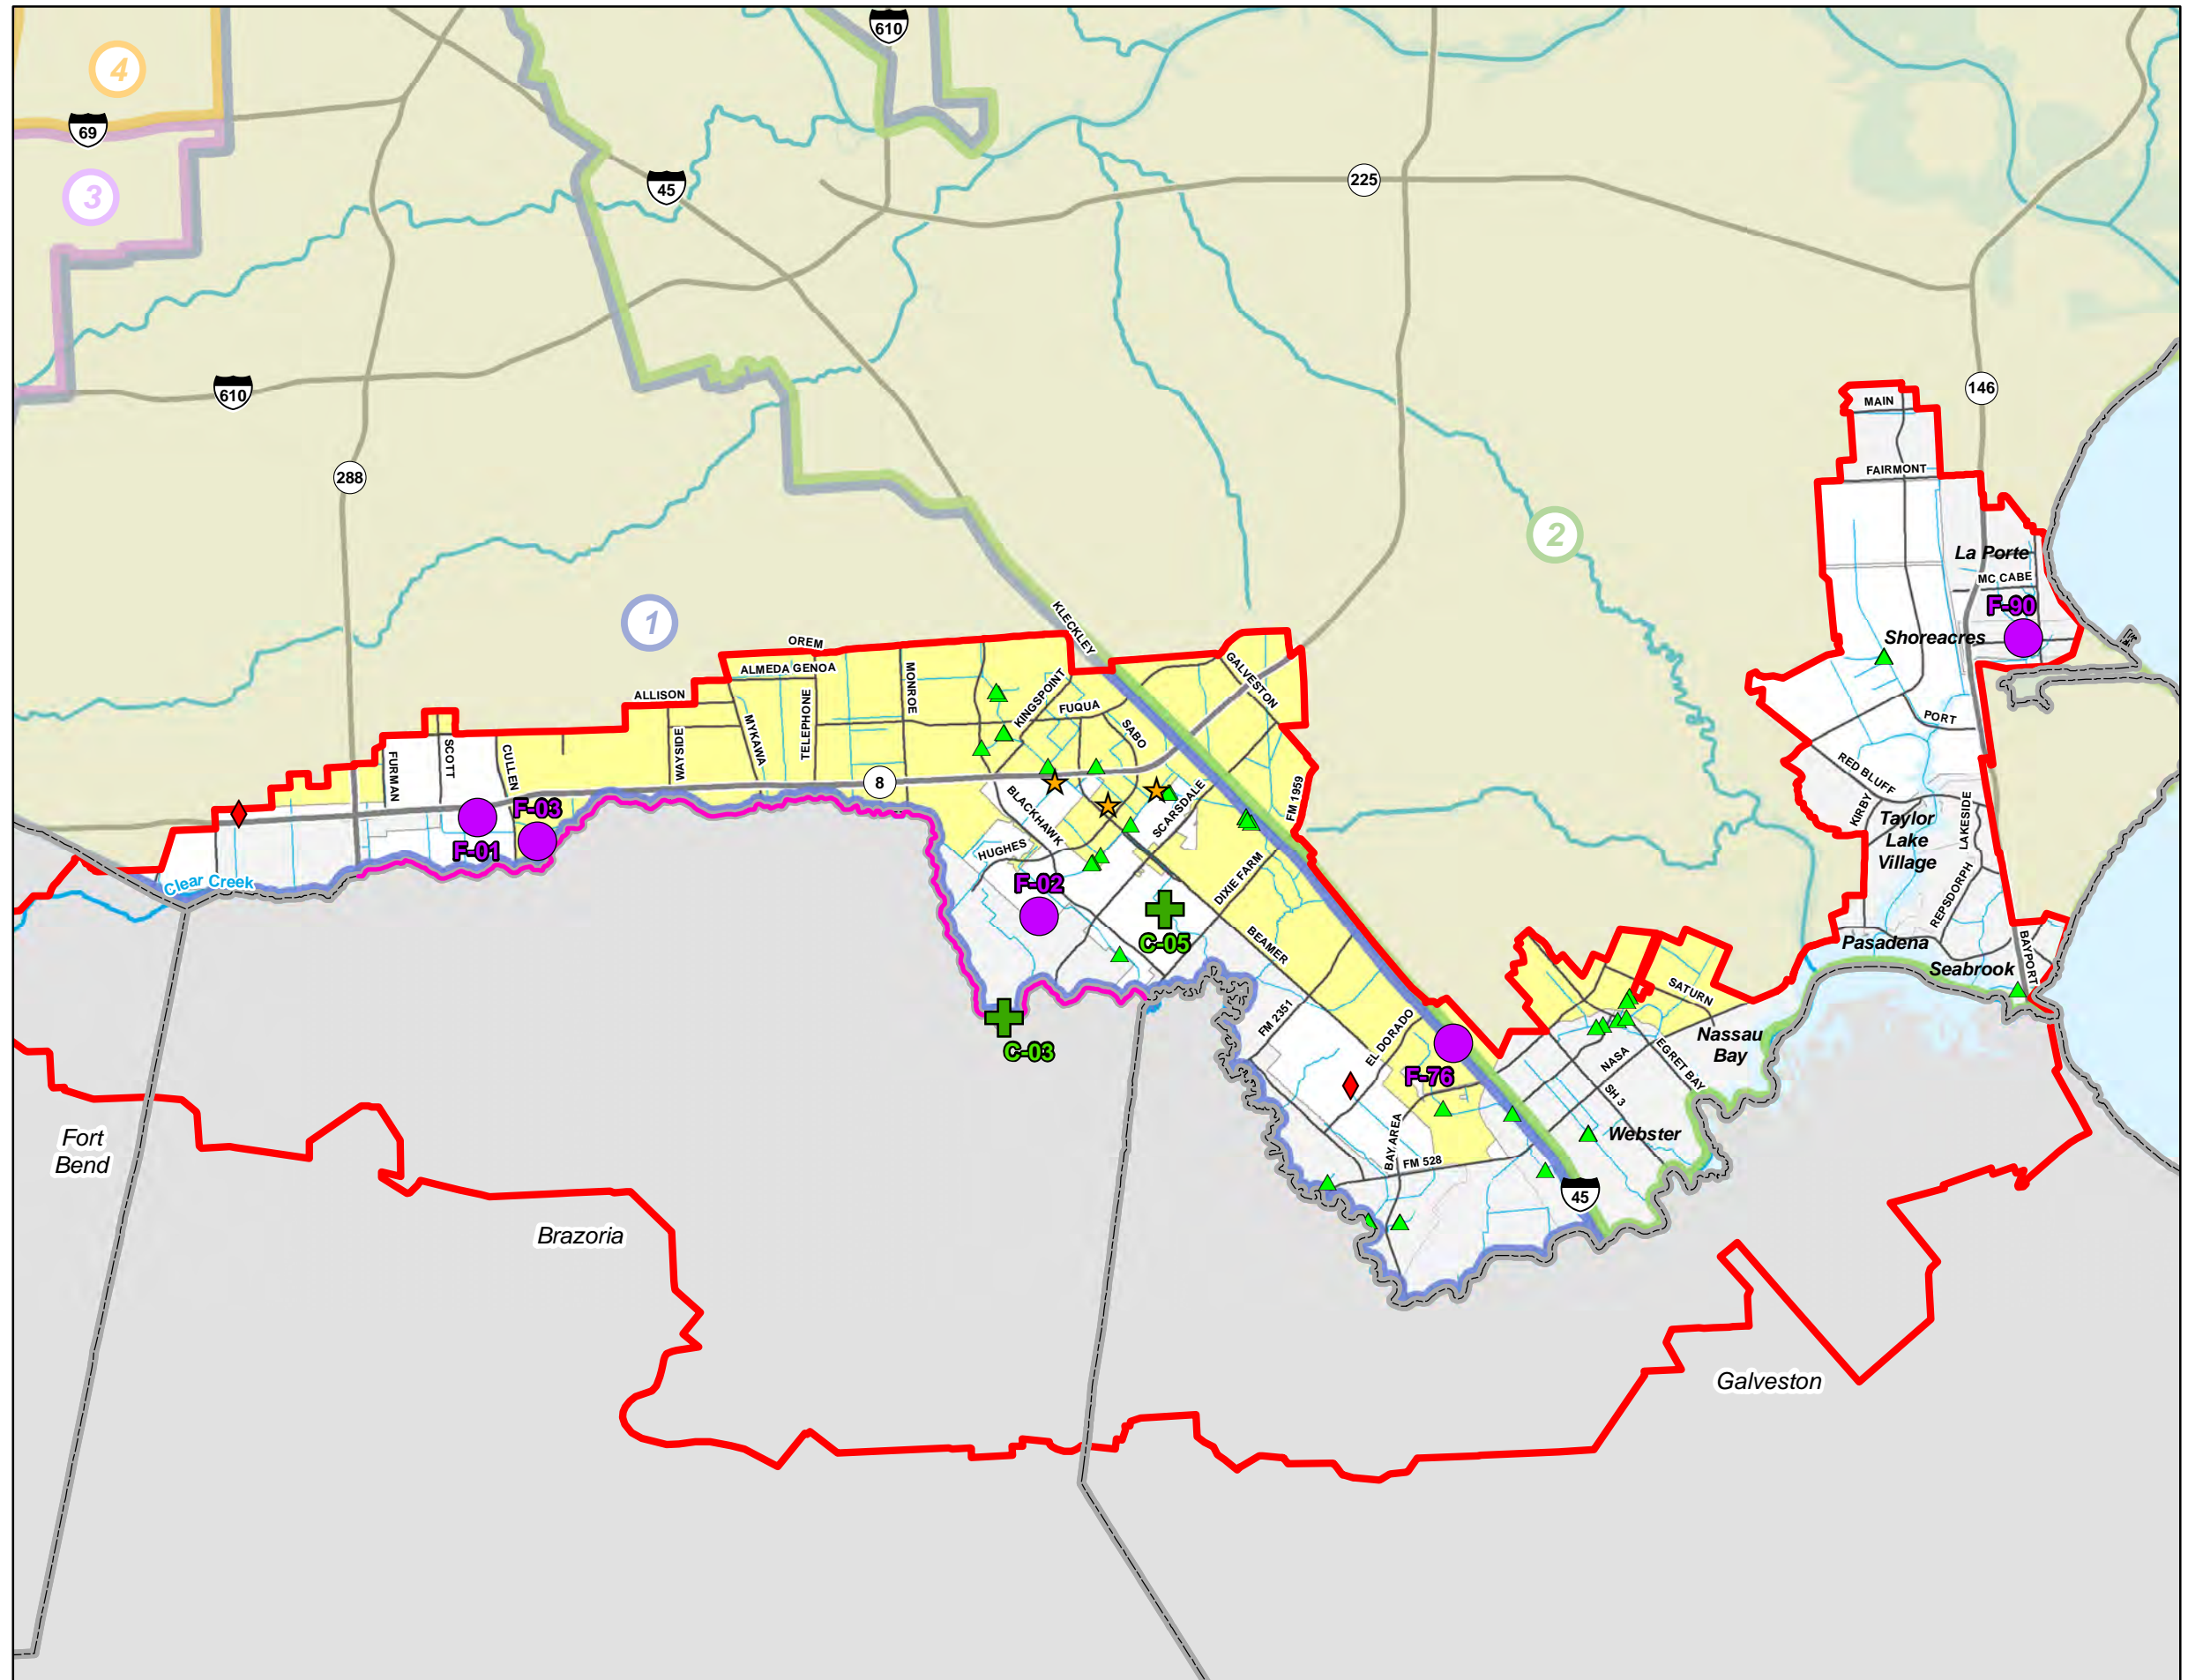 610
4
69
3
45
225
610
146
MAIN
288
FAIRMONT
2
La Porte
MC CABE
F-90
1
KLECKLEY
OREM
Shoreacres
ALMEDA GENOA
GALVESTON
ALLISON
MONROE
KINGSPOINT
FUQUA
TELEPHONE
MYKAWA
SABO
PORT
WAYSIDE
SCOTT
CULLEN
FURMAN
8
RED BLUFF
FM 1959
F-03
KIRBY
LAKESIDE
BLACKHAWK
SCARSDALE
Taylor
Lake
Village
F-01
HUGHES
Clear Creek
F-02
DIXIE FARM
REPSDORPH
C-05
BEAMER
Pasadena
BAYPORT
Seabrook
SATURN
FM 2351
C-03
EL DORADO
Nassau
Bay
NASA
EGRET BAY
F-76
SH 3
Fort
Bend
BAY AREA
Webster
FM 528
45
Brazoria
Galveston